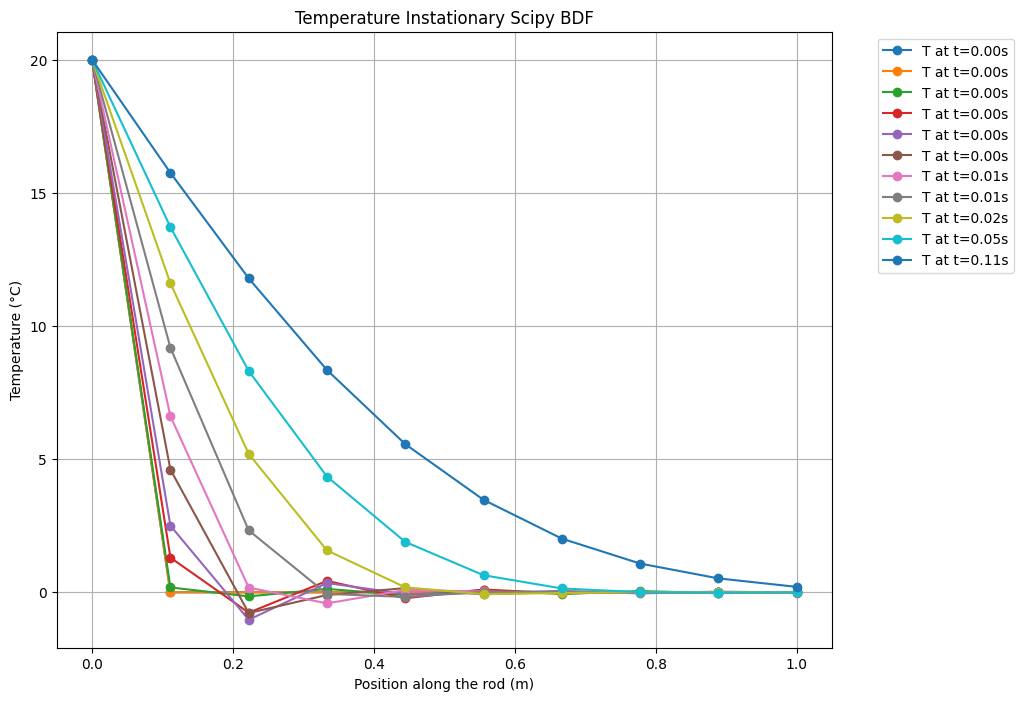 Temperature Instationary Scipy BDF
Temperature (°C)
20
15
10
5
0
0.0 0.2 0.4 0.6 0.8 1.0
Position along the rod (m)
T at t=0.00s
T at t=0.00s
T at t=0.00s
T at t=0.00s
T at t=0.00s
T at t=0.00s
T at t=0.01s
T at t=0.01s
T at t=0.02s
T at t=0.05s
T at t=0.11s